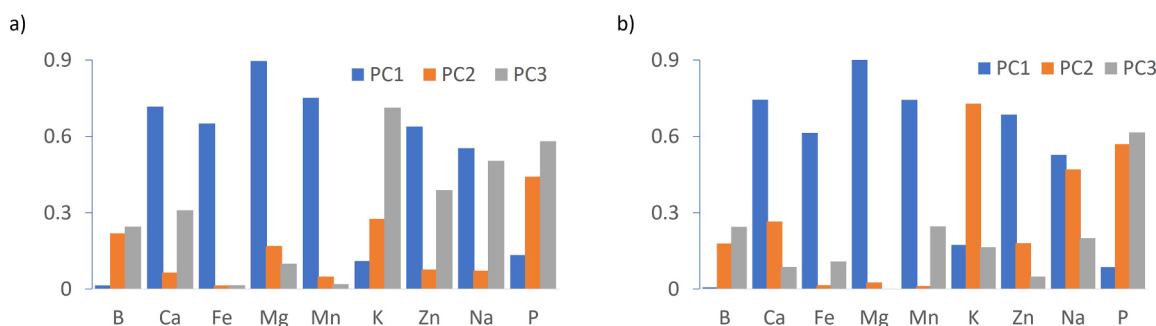 a)
0.9
0.6
0.3
0
PC1 PC2 PC3
B Ca Fe Mg Mn K Zn Na P
b)
0.9
0.6
0.3
0
PC1 PC2 PC3
B Ca Fe Mg Mn K Zn Na P